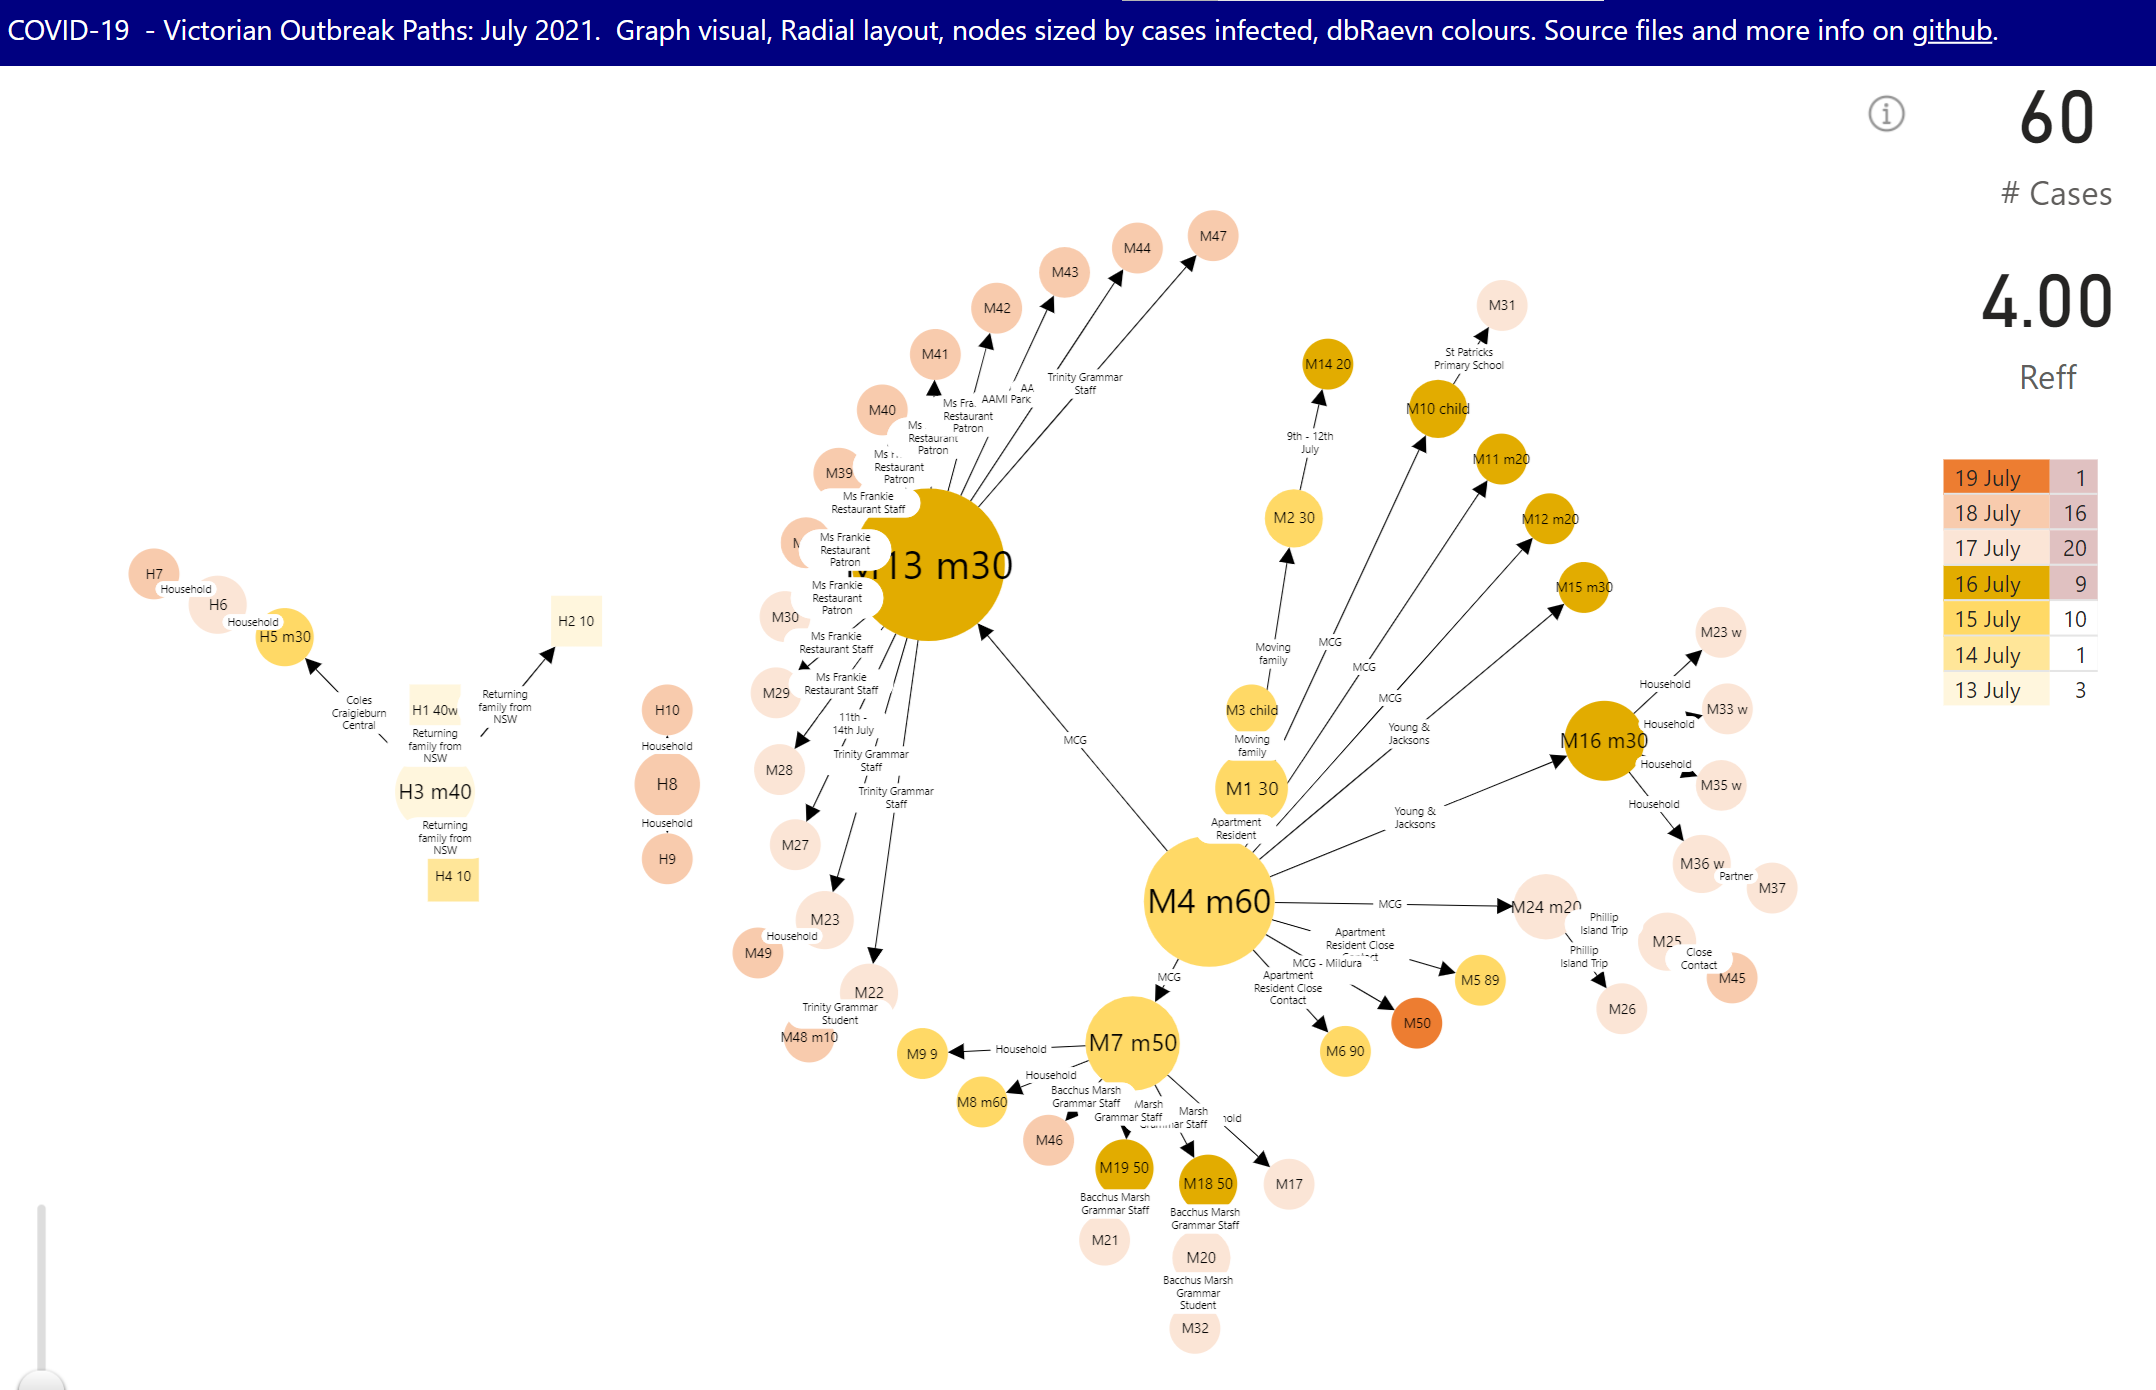 COVID-19 - Victorian Outbreak Paths: July 2021. Graph visual, Radial layout, nodes sized by cases infected, dbRaevn colours. Source files and more info on github.
60
# Cases
4.00
Reff
19 July 1
18 July 16
17 July 20
16 July 9
15 July 10
14 July 1
13 July 3
H7
Household
H6
Household
H5 m30
Coles
Craigieburn
Central
H1 40w
Returning
family from
NSW
H2 10
Returning
family from
NSW
H3 m40
Returning
family from
NSW
H4 10
H10
Household
H8
Household
H9
M47
M44
M43
M42
M41
M40
M39
Trinity Grammar
Staff
AA
AAMI Park
Ms
Restaurant
Patron
Ms
Restaurant
Patron
Ms
Restaurant
Patron
Ms Frankie
Restaurant Staff
Ms Frankie
Restaurant
Patron
Ms Frankie
Restaurant
Patron
13 m30
M30
Ms Frankie
Restaurant Staff
M29
Ms Frankie
Restaurant Staff
11th -
14th July
M28
Trinity Grammar
Staff
Trinity Grammar
Staff
M27
M23
Household
M49
M22
Trinity Grammar
Student
M48 m10
MCG
M14 20
9th - 12th
July
M2 30
Moving
family
M3 child
Moving
family
M1 30
Apartment
Resident
M4 m60
M31
St Patricks
Primary School
M10 child
M11 m20
M12 m20
M15 m30
MCG
MCG
MCG
Young &
Jacksons
Young &
Jacksons
M16 m30
Household
M23 w
Household
M33 w
Household
M35 w
Household
M36 w
Partner
M37
MCG
M24 m20
Phillip
Island Trip
Phillip
Island Trip
M25
Close
Contact
M45
M26
Apartment
Resident Close
MCG - Mildura
Apartment
Resident Close
Contact
M5 89
M50
M6 90
MCG
M7 m50
Household
M9 9
Household
M8 m60
Bacchus Marsh
Grammar Staff
M46
Marsh
Grammar Staff
Marsh
Staff
M19 50
M18 50
M17
Bacchus Marsh
Grammar Staff
Bacchus Marsh
Grammar Staff
M21
M20
Bacchus Marsh
Grammar
Student
M32